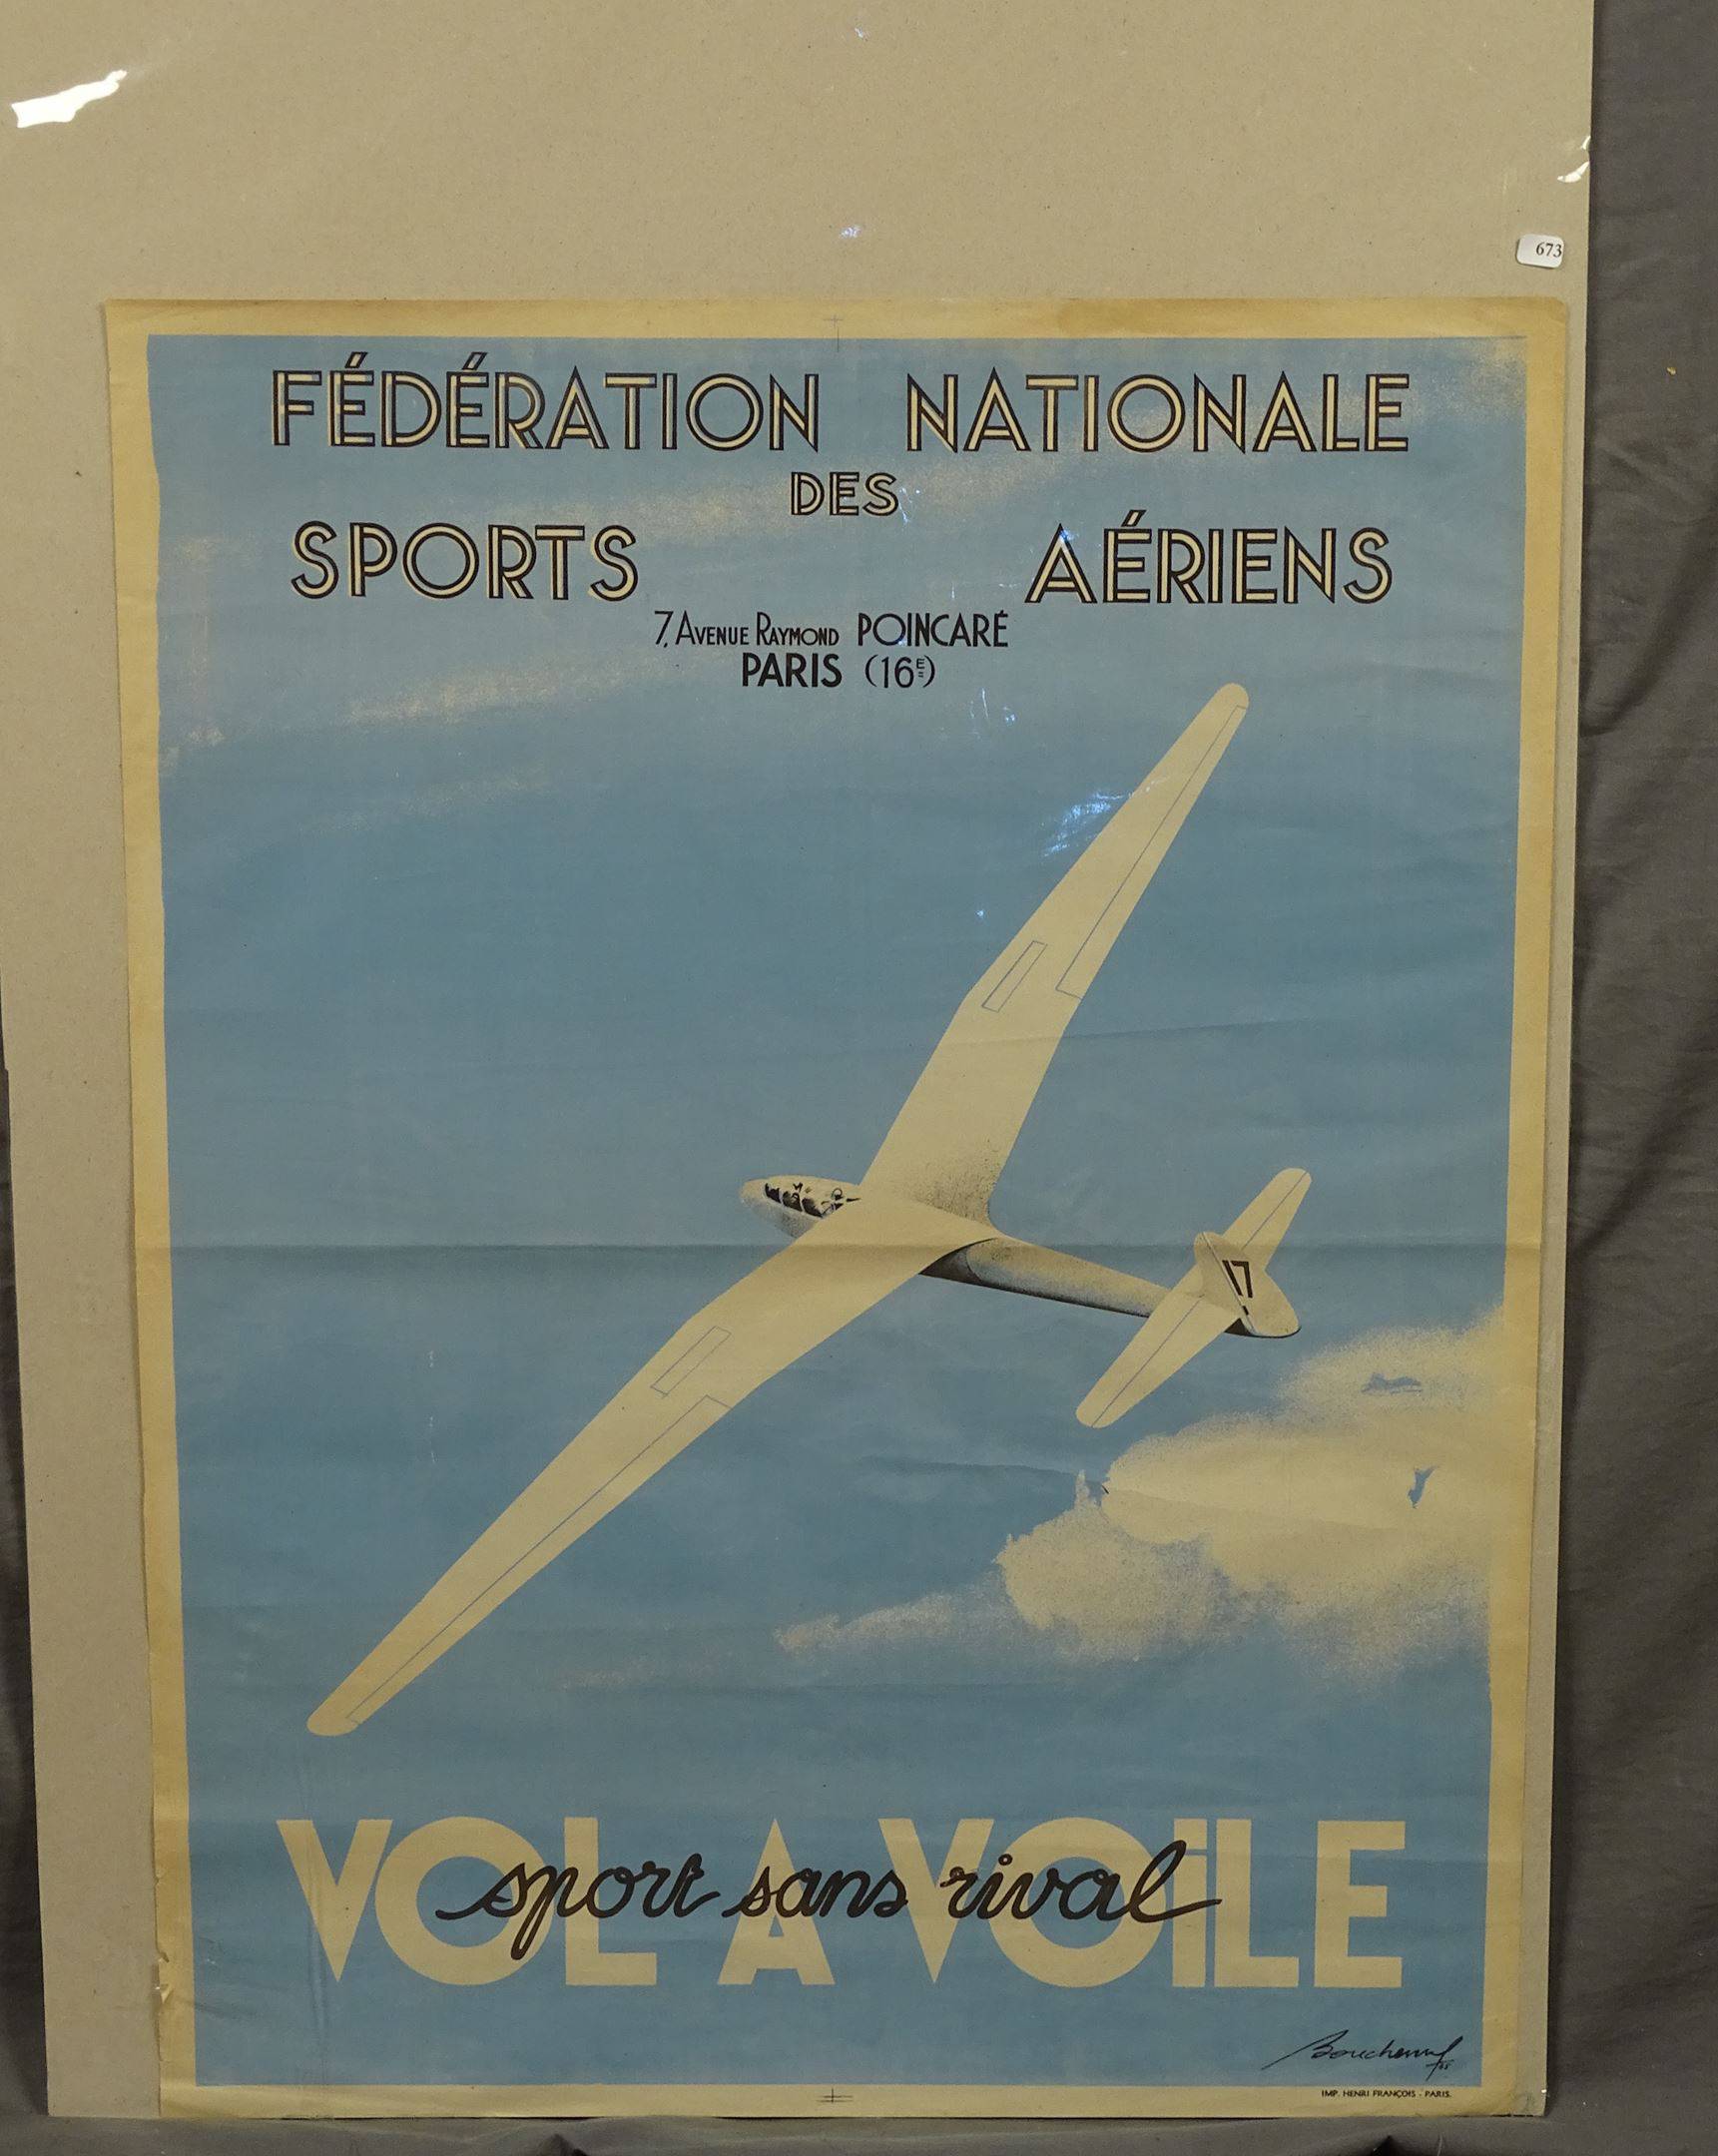 673
FÉDÉRATION NATIONALE
DES
SPORTS AÉRIENS
7, AVENUE RAYMOND POINCARÉ
PARIS (16E)
17
VOL A VOiLE
sport sans rival
IMP. HENRI FRANÇOIS - PARIS.